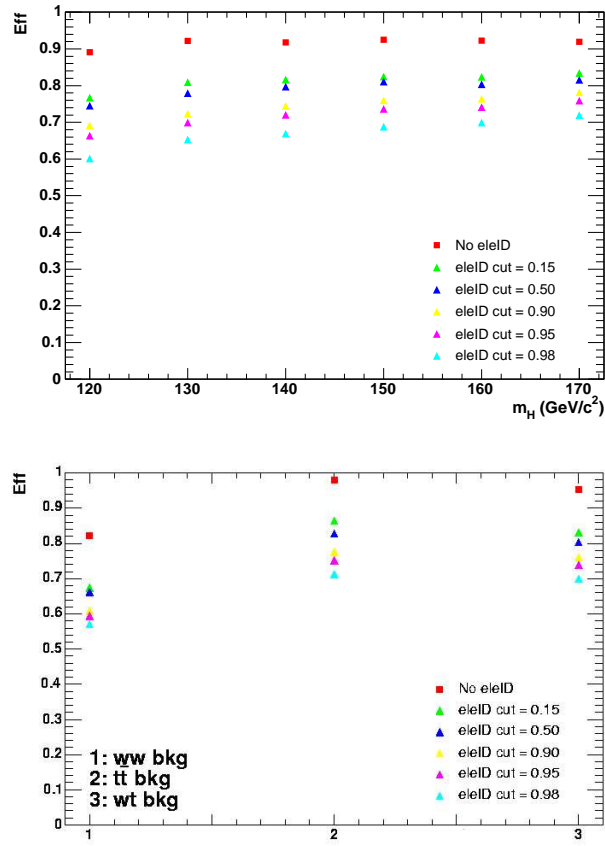 Eff
1
0.9
0.8
0.7
0.6
0.5
0.4
0.3
0.2
0.1
0
No eleID
eleID cut = 0.15
eleID cut = 0.50
eleID cut = 0.90
eleID cut = 0.95
eleID cut = 0.98
120 130 140 150 160 170
m_H (GeV/c²)
Eff
1
0.9
0.8
0.7
0.6
0.5
0.4
0.3
0.2
0.1
0
No eleID
eleID cut = 0.15
eleID cut = 0.50
eleID cut = 0.90
eleID cut = 0.95
eleID cut = 0.98
1: ww bkg
2: tt̅ bkg
3: wt bkg
1 2 3